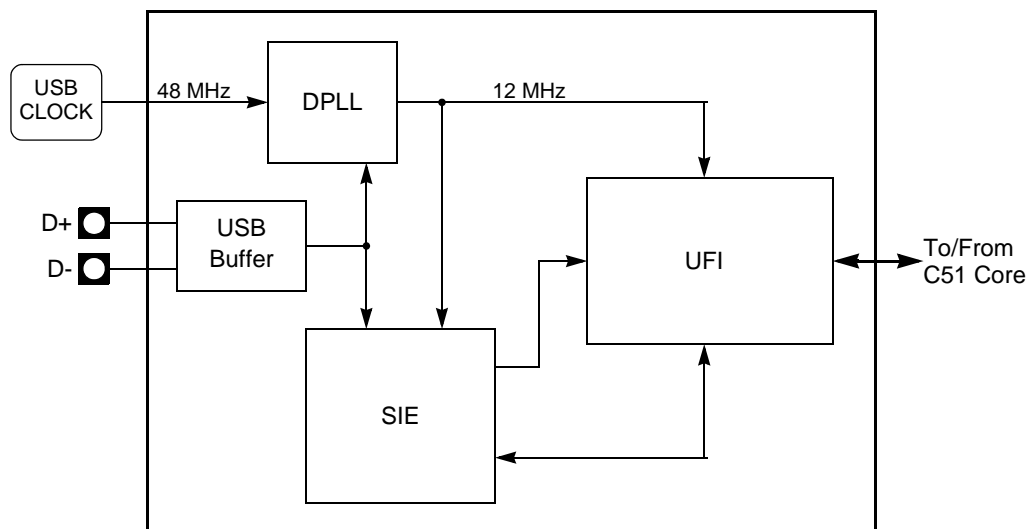 USB
CLOCK
48 MHz
DPLL
12 MHz
D+
D-
USB
Buffer
UFI
To/From
C51 Core
SIE